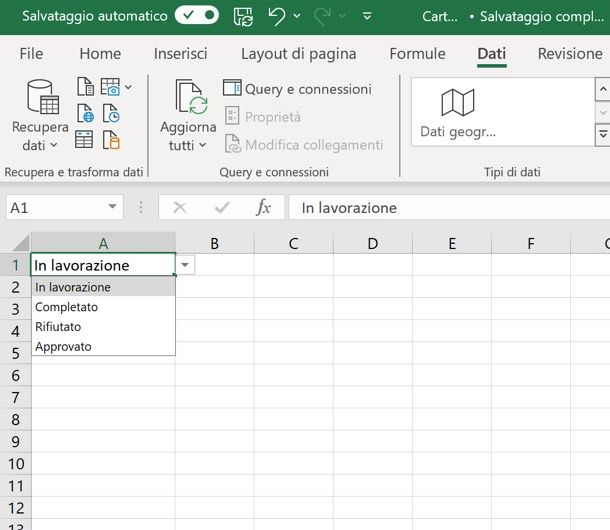 Salvataggio automatico Cart... • Salvataggio compl...
File Home Inserisci Layout di pagina Formule Dati Revisione
Recupera dati
Aggiorna tutti
Query e connessioni
Proprietà
Modifica collegamenti
Dati geogr...
Recupera e trasforma dati Query e connessioni Tipi di dati
A1 fx In lavorazione
A B C D E F
1 In lavorazione
2 In lavorazione
3 Completato
4 Rifiutato
5 Approvato
6
7
8
9
10
11
12
13